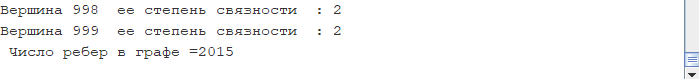 Вершина 998  ее степень связности  : 2
Вершина 999  ее степень связности  : 2
 Число ребер в графе =2015